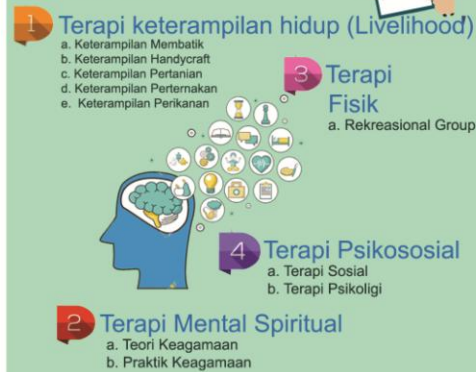 1 Terapi keterampilan hidup (Livelihood)
a. Keterampilan Membatik
b. Keterampilan Handycraft
c. Keterampilan Pertanian
d. Keterampilan Perternakan
e. Keterampilan Perikanan
3 Terapi
Fisik
a. Rekreasional Group
4 Terapi Psikososial
a. Terapi Sosial
b. Terapi Psikoligi
2 Terapi Mental Spiritual
a. Teori Keagamaan
b. Praktik Keagamaan